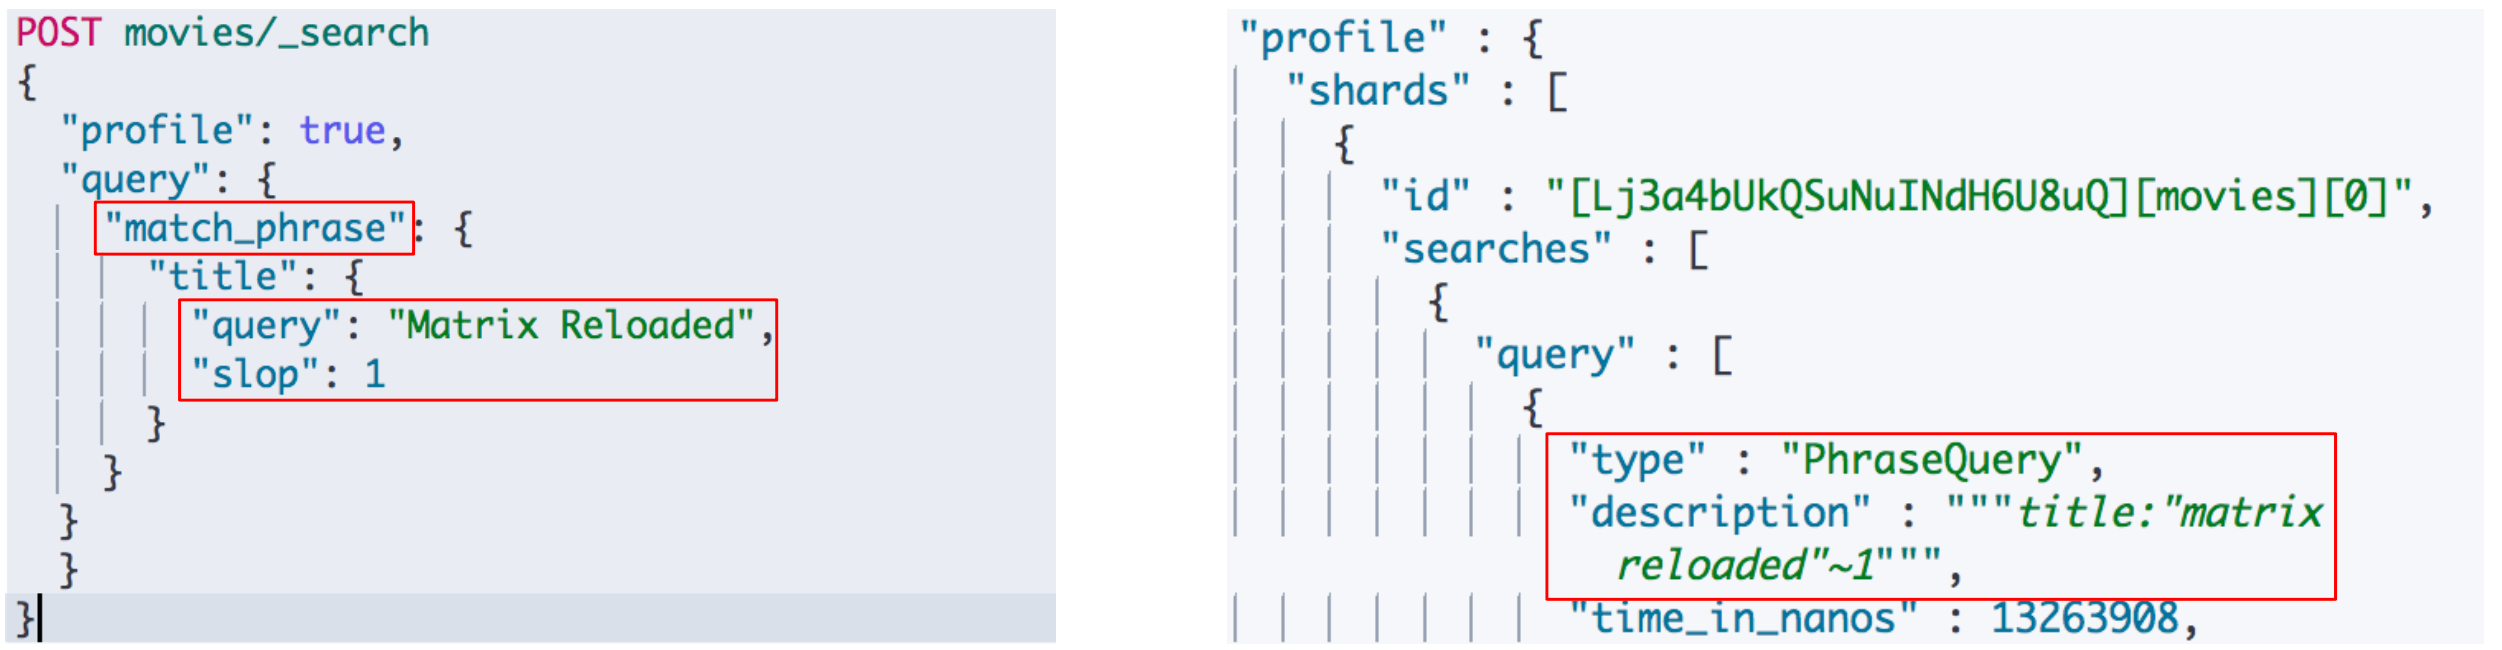 POST movies/_search
{
"profile": true,
"query": {
"match_phrase": {
"title": {
"query": "Matrix Reloaded",
"slop": 1
}
}
}
}
}
"profile" : {
"shards" : [
{
"id" : "[Lj3a4bUkQSuNuINdH6U8uQ][movies][0]",
"searches" : [
{
"query" : [
{
"type" : "PhraseQuery",
"description" : """title:"matrix
reloaded"~1""",
"time_in_nanos" : 13263908,